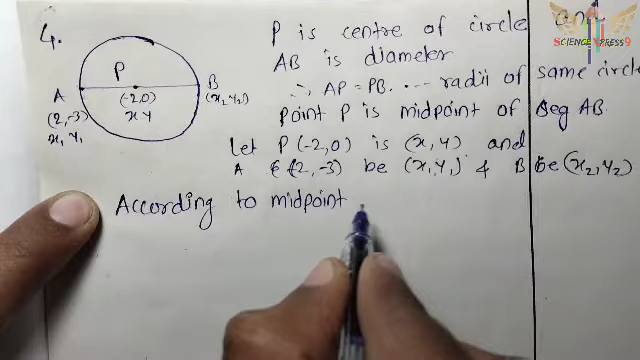 4.
P is centre of circle and
AB is diameter
∴ AP = PB. ··· radii of same circle
point P is midpoint of seg AB.
Let P(-2,0) is (x, y) and
A (2, -3) be (x₁, y₁) & B be (x₂, y₂)
According to midpoint
P
A
(2, -3)
x₁ y₁
(-2,0)
x y
B
(x₂ y₂)
SCIENCE XPRESS 9